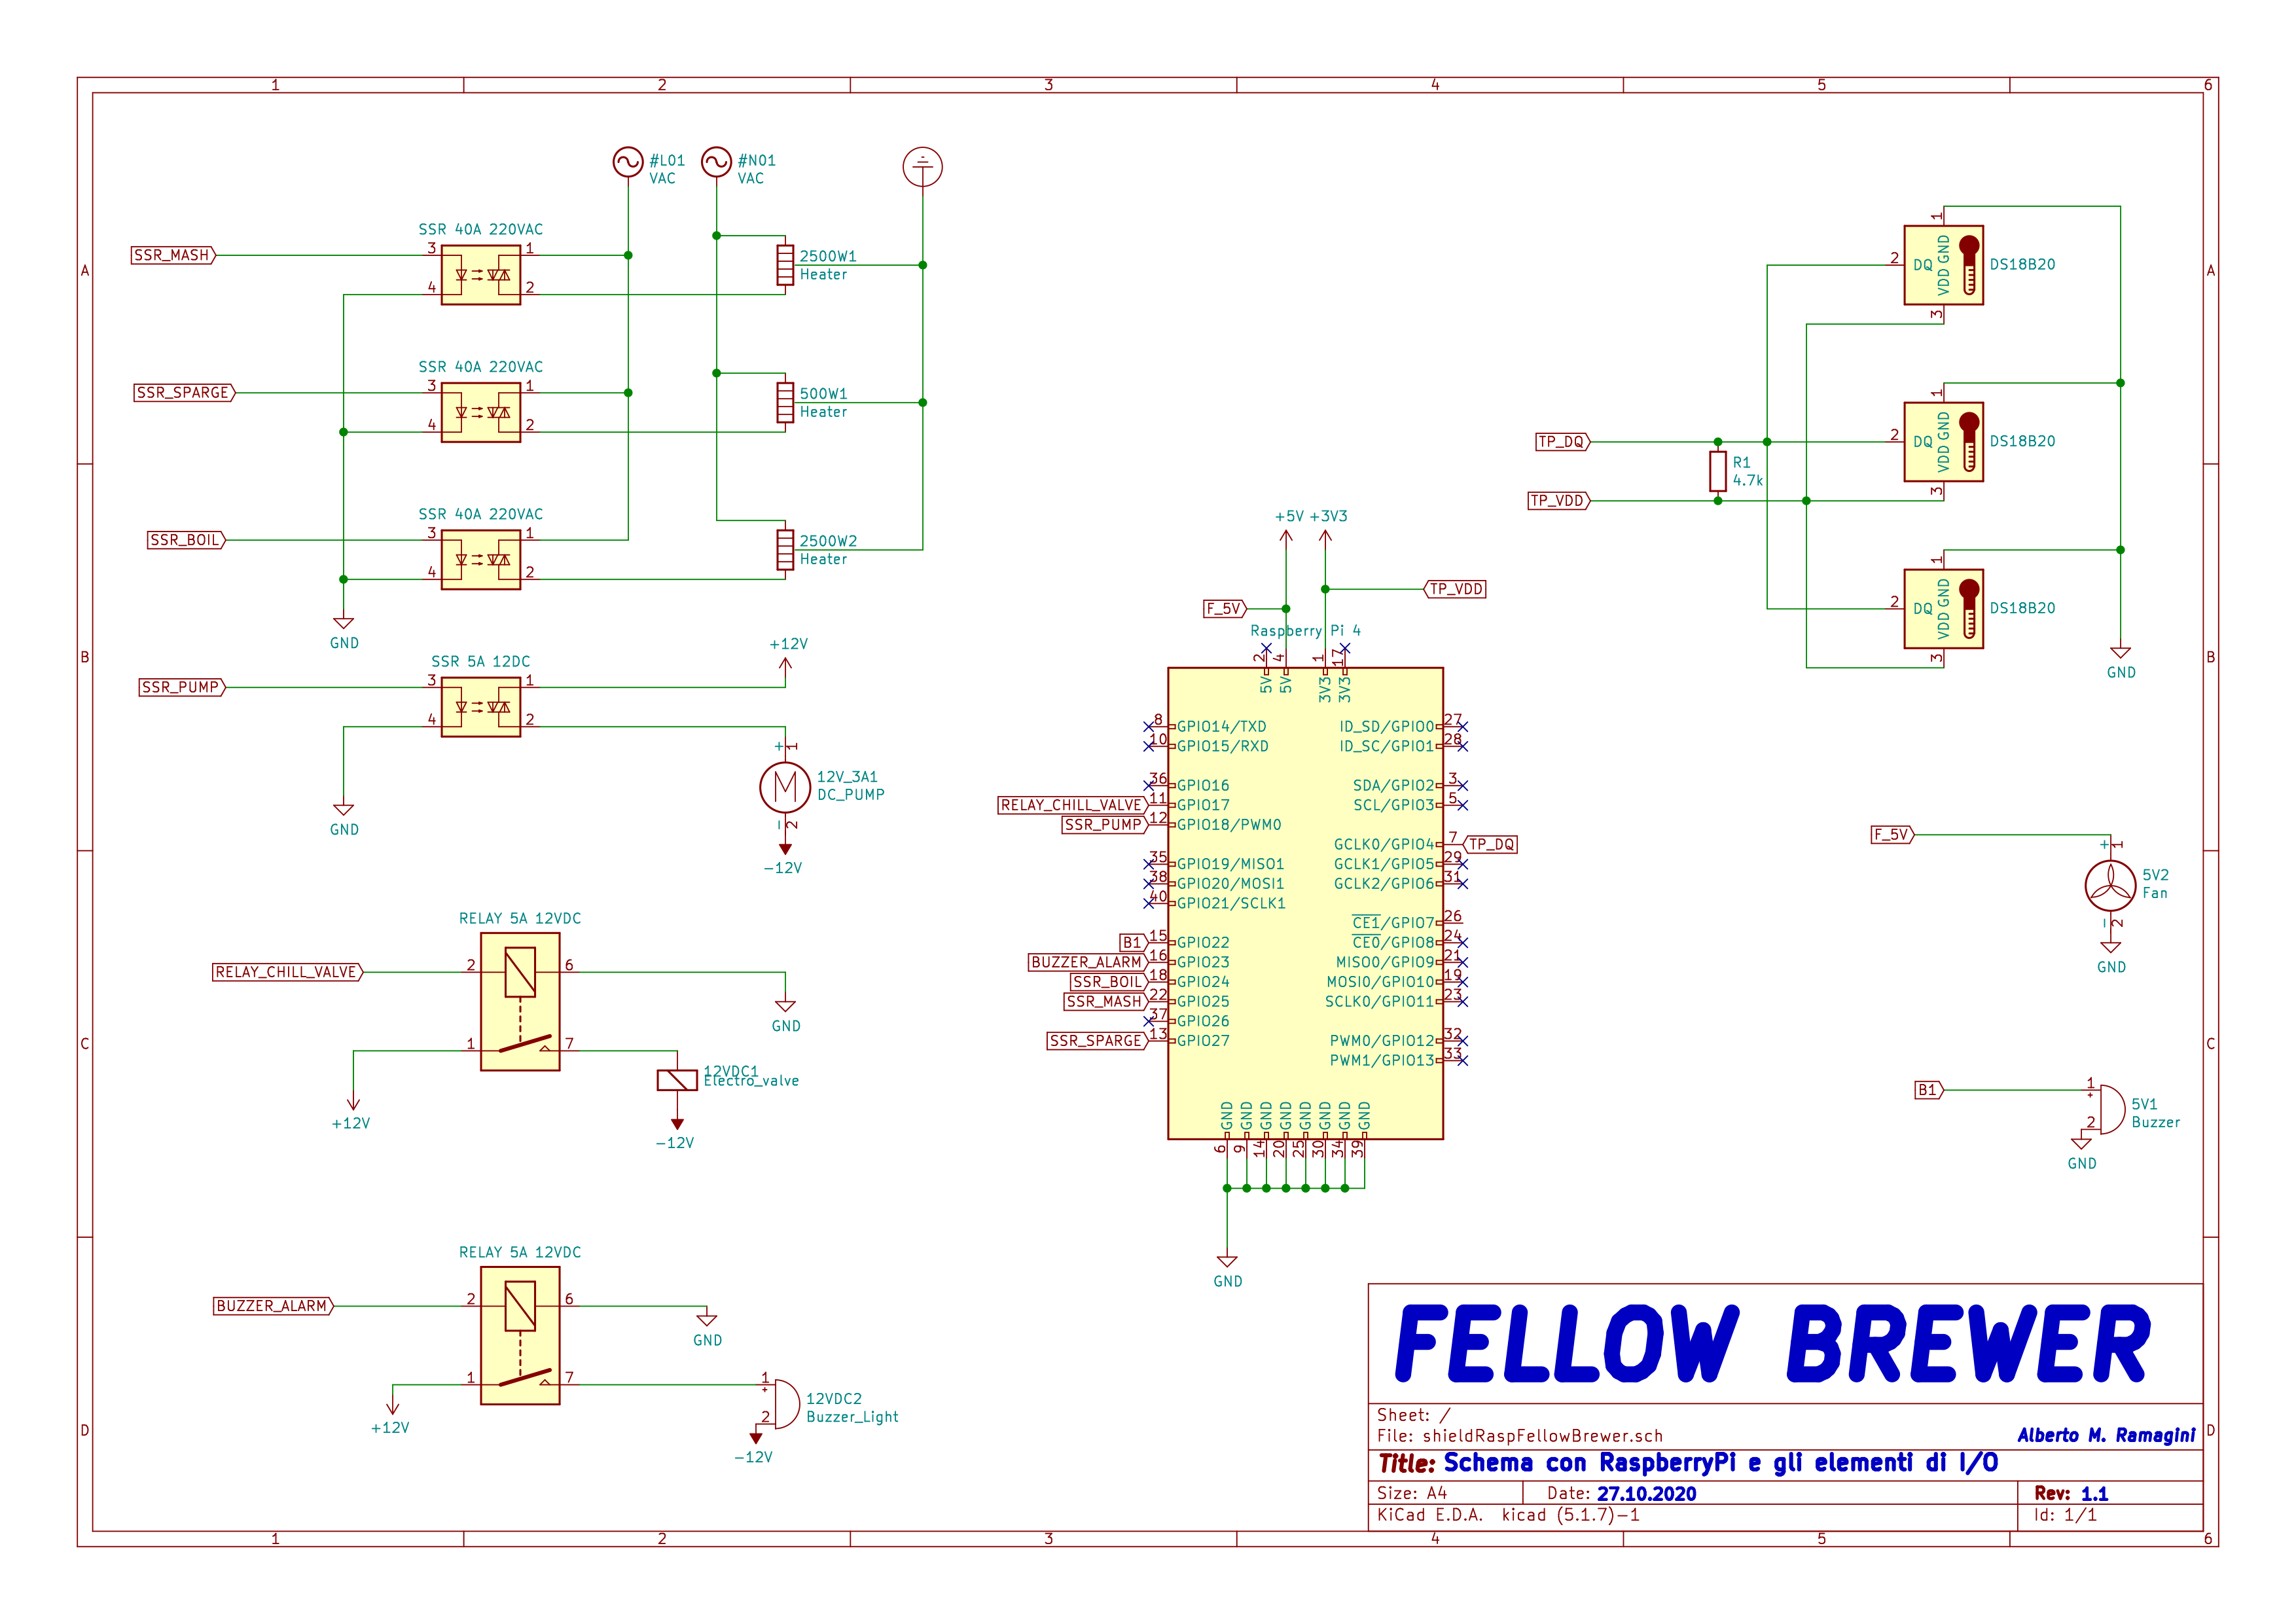 1 2 3 4 5 6
A
B
C
D
A
B
C
D
1 2 3 4 5 6
#L01
VAC
#N01
VAC
SSR 40A 220VAC
SSR_MASH
3 1
4 2
2500W1
Heater
SSR 40A 220VAC
SSR_SPARGE
3 1
4 2
500W1
Heater
SSR 40A 220VAC
SSR_BOIL
3 1
4 2
2500W2
Heater
GND
SSR 5A 12DC
SSR_PUMP
3 1
4 2
+12V
GND
+ 1
M
12V_3A1
DC_PUMP
- 2
-12V
RELAY 5A 12VDC
RELAY_CHILL_VALVE
2 6
1 7
GND
+12V
12VDC1
Electro_valve
-12V
RELAY 5A 12VDC
BUZZER_ALARM
2 6
1 7
GND
+12V
1
+
2
12VDC2
Buzzer_Light
-12V
+5V +3V3
TP_VDD
F_5V
Raspberry Pi 4
2 4 1 17
5V 5V 3V3 3V3
8 GPIO14/TXD
10 GPIO15/RXD
36 GPIO16
RELAY_CHILL_VALVE 11 GPIO17
SSR_PUMP 12 GPIO18/PWM0
35 GPIO19/MISO1
38 GPIO20/MOSI1
40 GPIO21/SCLK1
B1 15 GPIO22
BUZZER_ALARM 16 GPIO23
SSR_BOIL 18 GPIO24
SSR_MASH 22 GPIO25
37 GPIO26
SSR_SPARGE 13 GPIO27
ID_SD/GPIO0 27
ID_SC/GPIO1 28
SDA/GPIO2 3
SCL/GPIO3 5
GCLK0/GPIO4 7 TP_DQ
GCLK1/GPIO5 29
GCLK2/GPIO6 31
CE1/GPIO7 26
CE0/GPIO8 24
MISO0/GPIO9 21
MOSI0/GPIO10 19
SCLK0/GPIO11 23
PWM0/GPIO12 32
PWM1/GPIO13 33
GND GND GND GND GND GND GND GND
6 9 14 20 25 30 34 39
GND
1
2 DQ
VDD GND
3
DS18B20
1
2 DQ
VDD GND
3
DS18B20
1
2 DQ
VDD GND
3
DS18B20
TP_DQ
R1
4.7k
TP_VDD
GND
F_5V
+ 1
5V2
Fan
- 2
GND
B1
1
+
2
5V1
Buzzer
GND
FELLOW BREWER
Sheet: /
File: shieldRaspFellowBrewer.sch
Alberto M. Ramagini
Title: Schema con RaspberryPi e gli elementi di I/O
Size: A4 Date: 27.10.2020 Rev: 1.1
KiCad E.D.A. kicad (5.1.7)-1 Id: 1/1